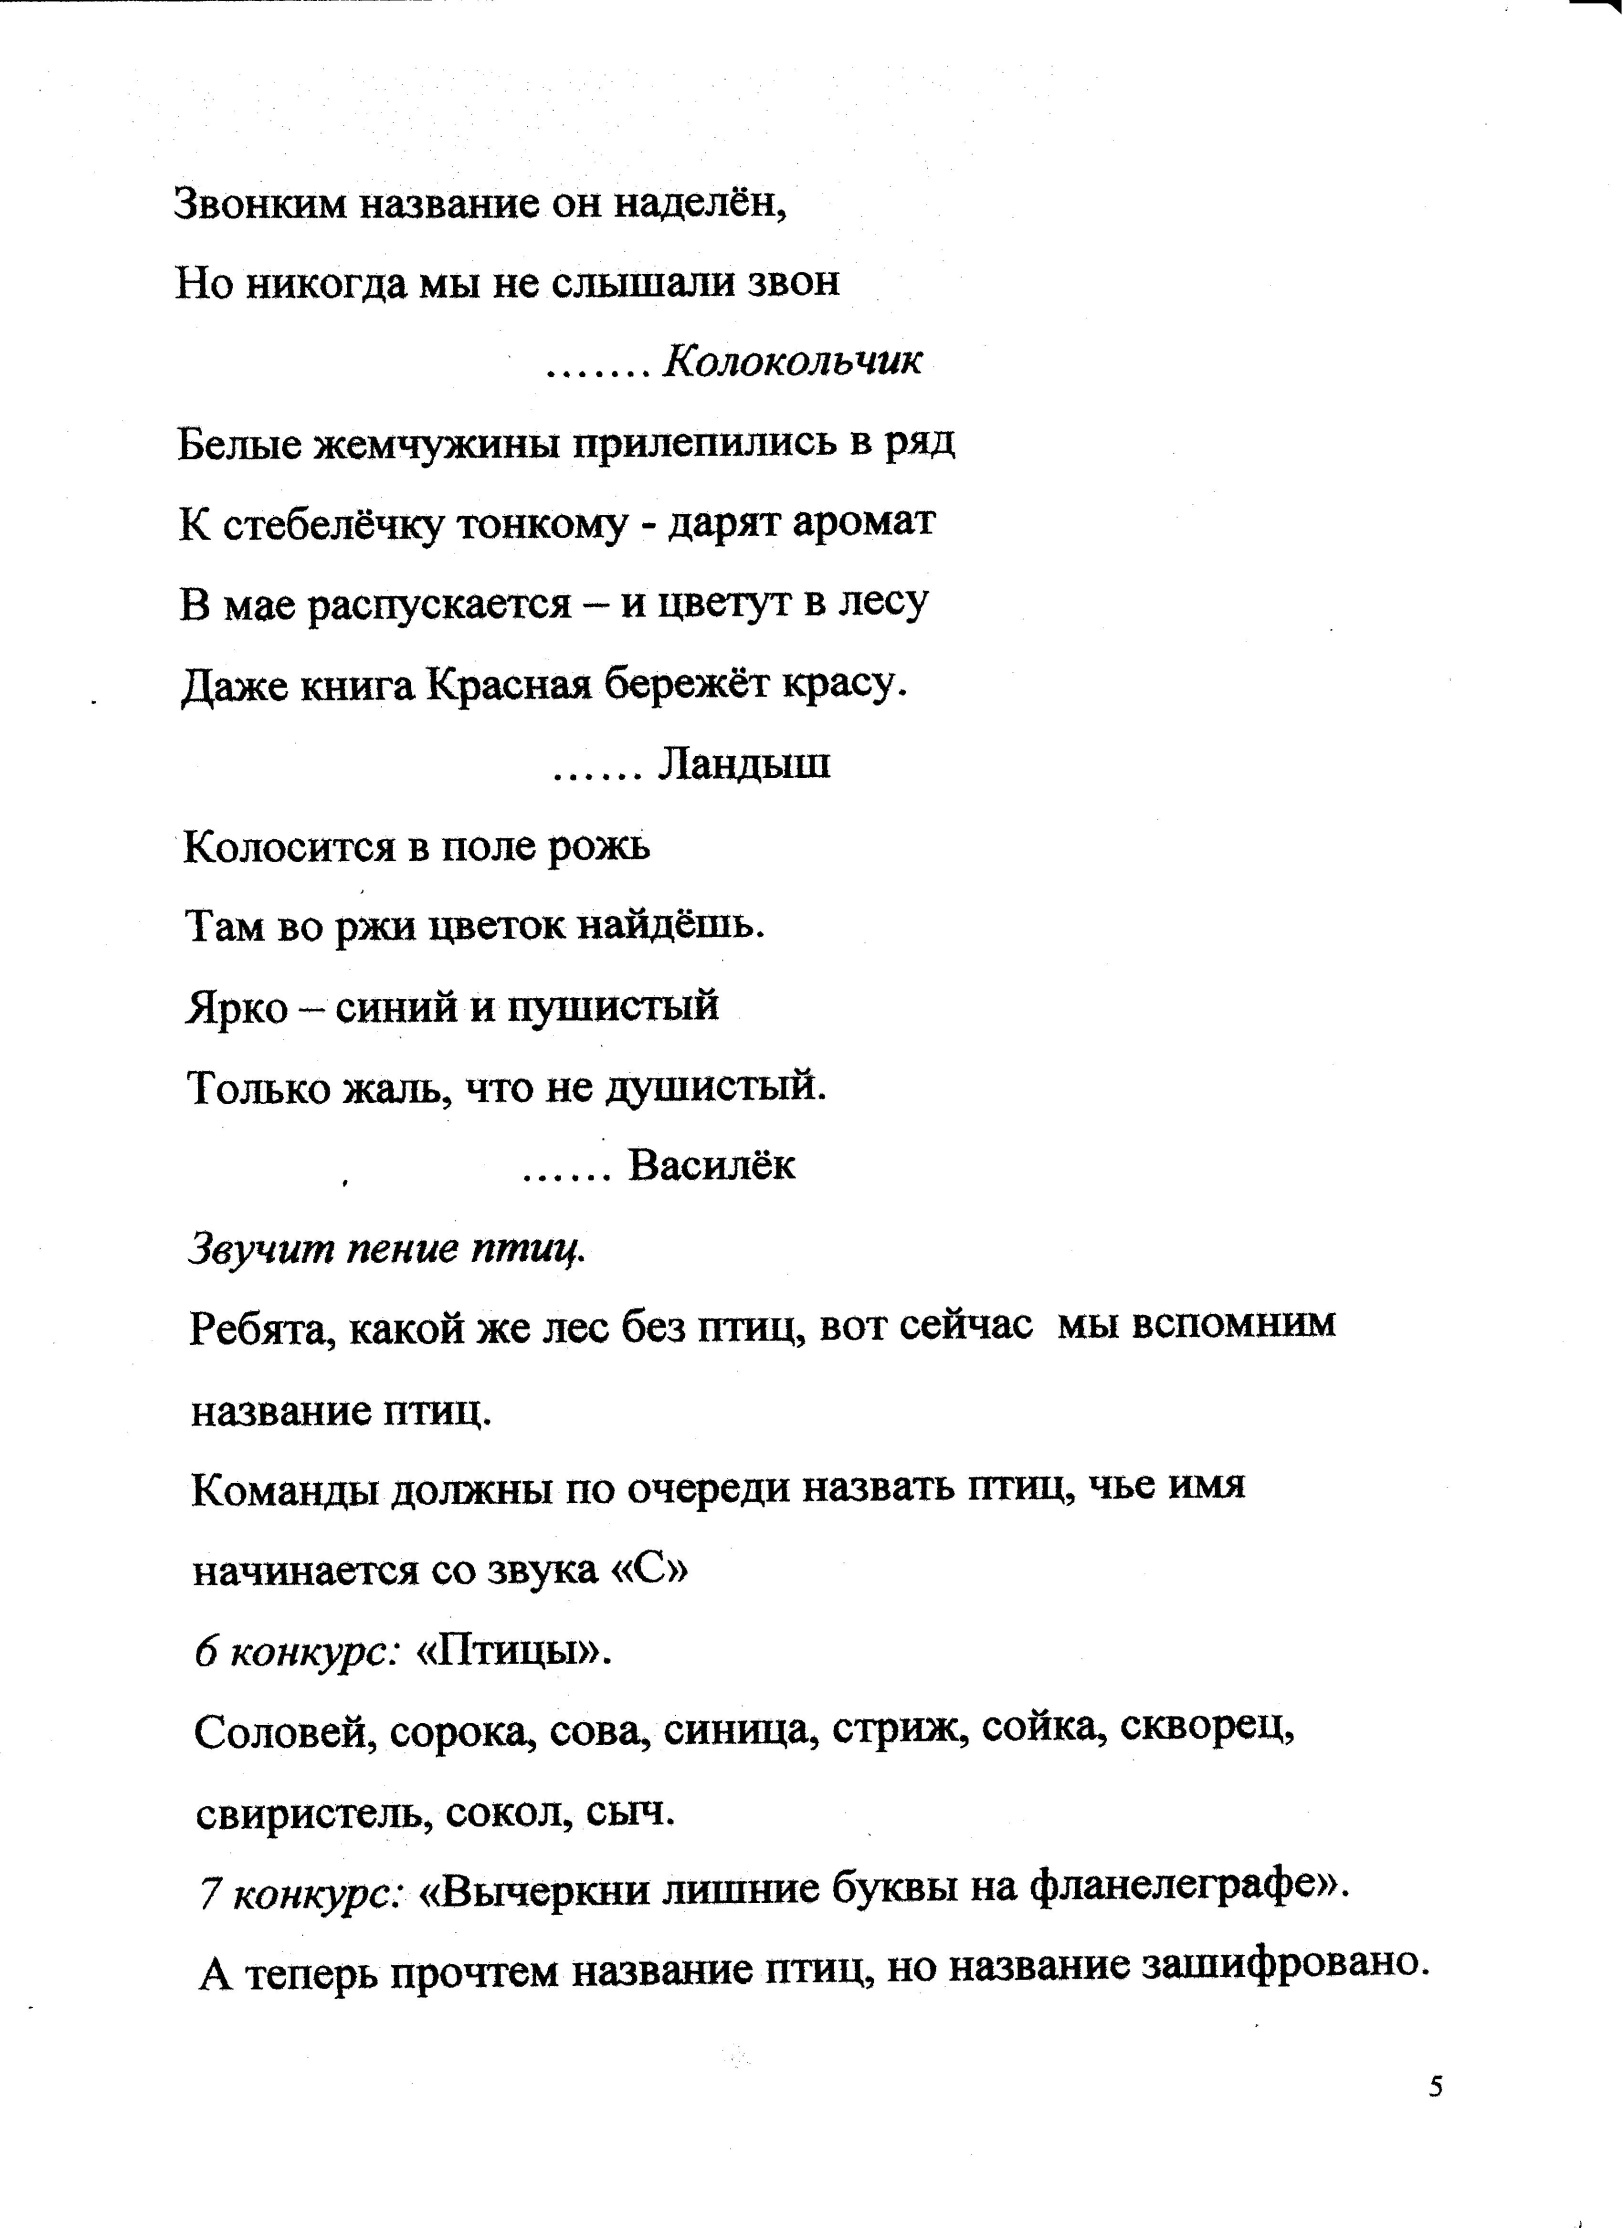 Звонким название он наделён,
Но никогда мы не слышали звон
....... Колокольчик
Белые жемчужины прилепились в ряд
К стебелёчку тонкому - дарят аромат
В мае распускается – и цветут в лесу
Даже книга Красная бережёт красу.
...... Ландыш
Колосится в поле рожь
Там во ржи цветок найдёшь.
Ярко – синий и пушистый
Только жаль, что не душистый.
...... Василёк
Звучит пение птиц.
Ребята, какой же лес без птиц, вот сейчас  мы вспомним
название птиц.
Команды должны по очереди назвать птиц, чье имя
начинается со звука «С»
6 конкурс: «Птицы».
Соловей, сорока, сова, синица, стриж, сойка, скворец,
свиристель, сокол, сыч.
7 конкурс: «Вычеркни лишние буквы на фланелеграфе».
А теперь прочтем название птиц, но название зашифровано.
5